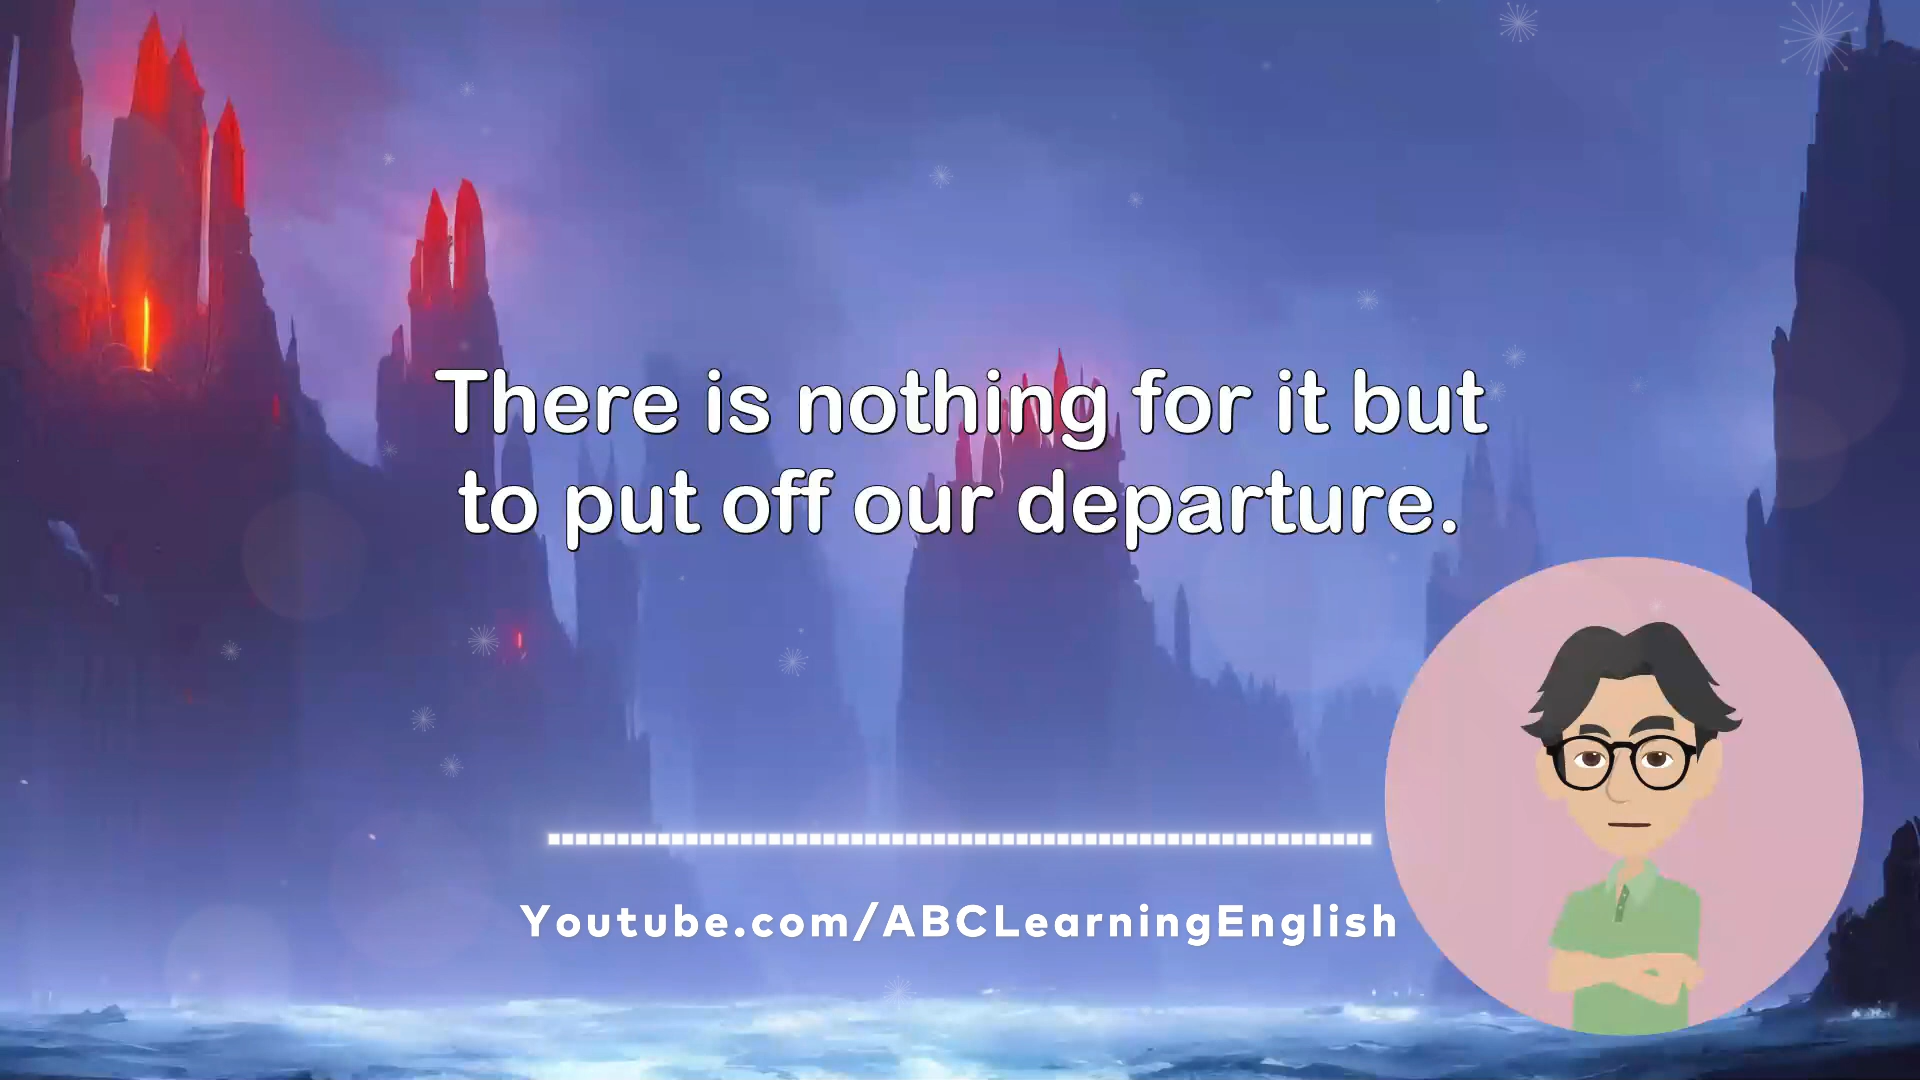 There is nothing for it but
to put off our departure.
Youtube.com/ABCLearningEnglish